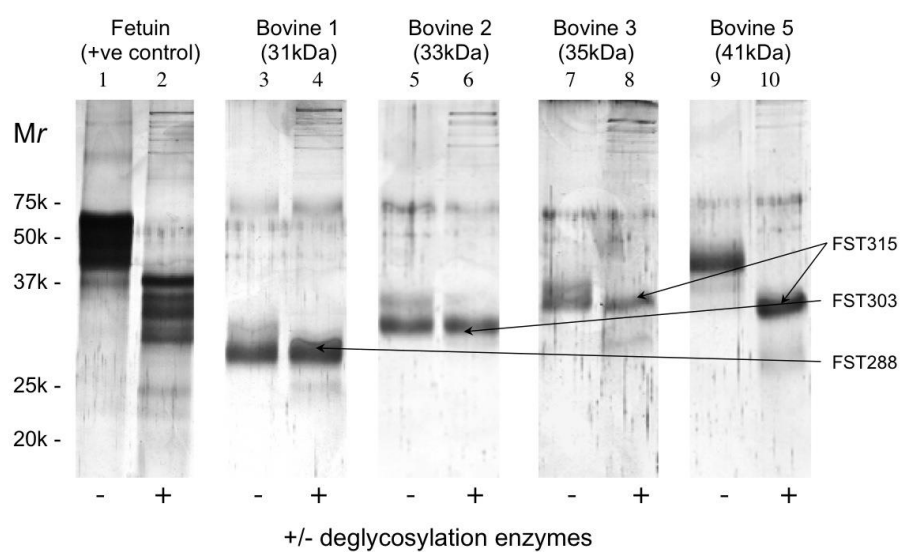 Fetuin Bovine 1 Bovine 2 Bovine 3 Bovine 5
(+ve control) (31kDa) (33kDa) (35kDa) (41kDa)
1 2 3 4 5 6 7 8 9 10
Mr
75k -
50k -
37k -
25k -
20k -
FST315
FST303
FST288
- + - + - + - + - +
+/- deglycosylation enzymes